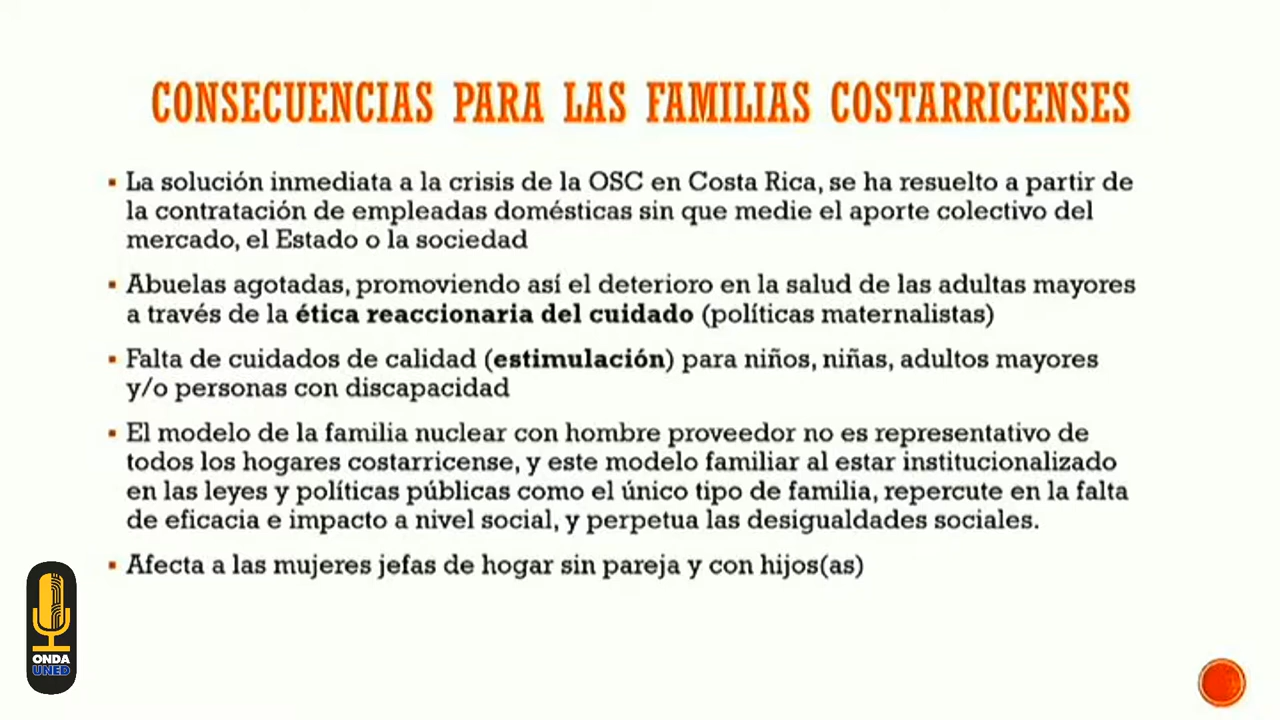 CONSECUENCIAS PARA LAS FAMILIAS COSTARRICENSES
▪ La solución inmediata a la crisis de la OSC en Costa Rica, se ha resuelto a partir de
la contratación de empleadas domésticas sin que medie el aporte colectivo del
mercado, el Estado o la sociedad
▪ Abuelas agotadas, promoviendo así el deterioro en la salud de las adultas mayores
a través de la ética reaccionaria del cuidado (políticas maternalistas)
▪ Falta de cuidados de calidad (estimulación) para niños, niñas, adultos mayores
y/o personas con discapacidad
▪ El modelo de la familia nuclear con hombre proveedor no es representativo de
todos los hogares costarricense, y este modelo familiar al estar institucionalizado
en las leyes y políticas públicas como el único tipo de familia, repercute en la falta
de eficacia e impacto a nivel social, y perpetua las desigualdades sociales.
▪ Afecta a las mujeres jefas de hogar sin pareja y con hijos(as)
ONDA
UNED